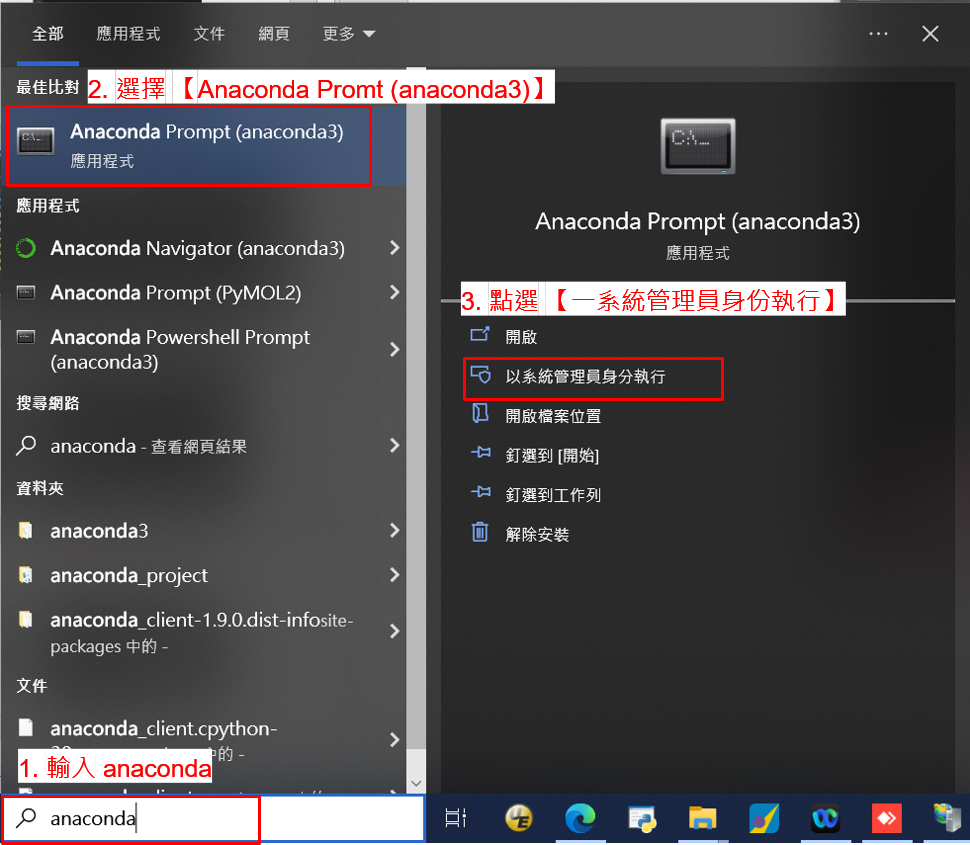 全部 應用程式 文件 網頁 更多
最佳比對
2. 選擇 【Anaconda Promt (anaconda3)】
Anaconda Prompt (anaconda3)
應用程式
應用程式
Anaconda Navigator (anaconda3)
Anaconda Prompt (PyMOL2)
Anaconda Powershell Prompt
(anaconda3)
搜尋網路
anaconda - 查看網頁結果
資料夾
anaconda3
anaconda_project
anaconda_client-1.9.0.dist-infosite-
packages 中的 -
文件
anaconda_client.cpython-
中的 -
1. 輸入 anaconda
anaconda
C:\_
Anaconda Prompt (anaconda3)
應用程式
3. 點選 【一系統管理員身份執行】
開啟
以系統管理員身分執行
開啟檔案位置
釘選到 [開始]
釘選到工作列
解除安裝